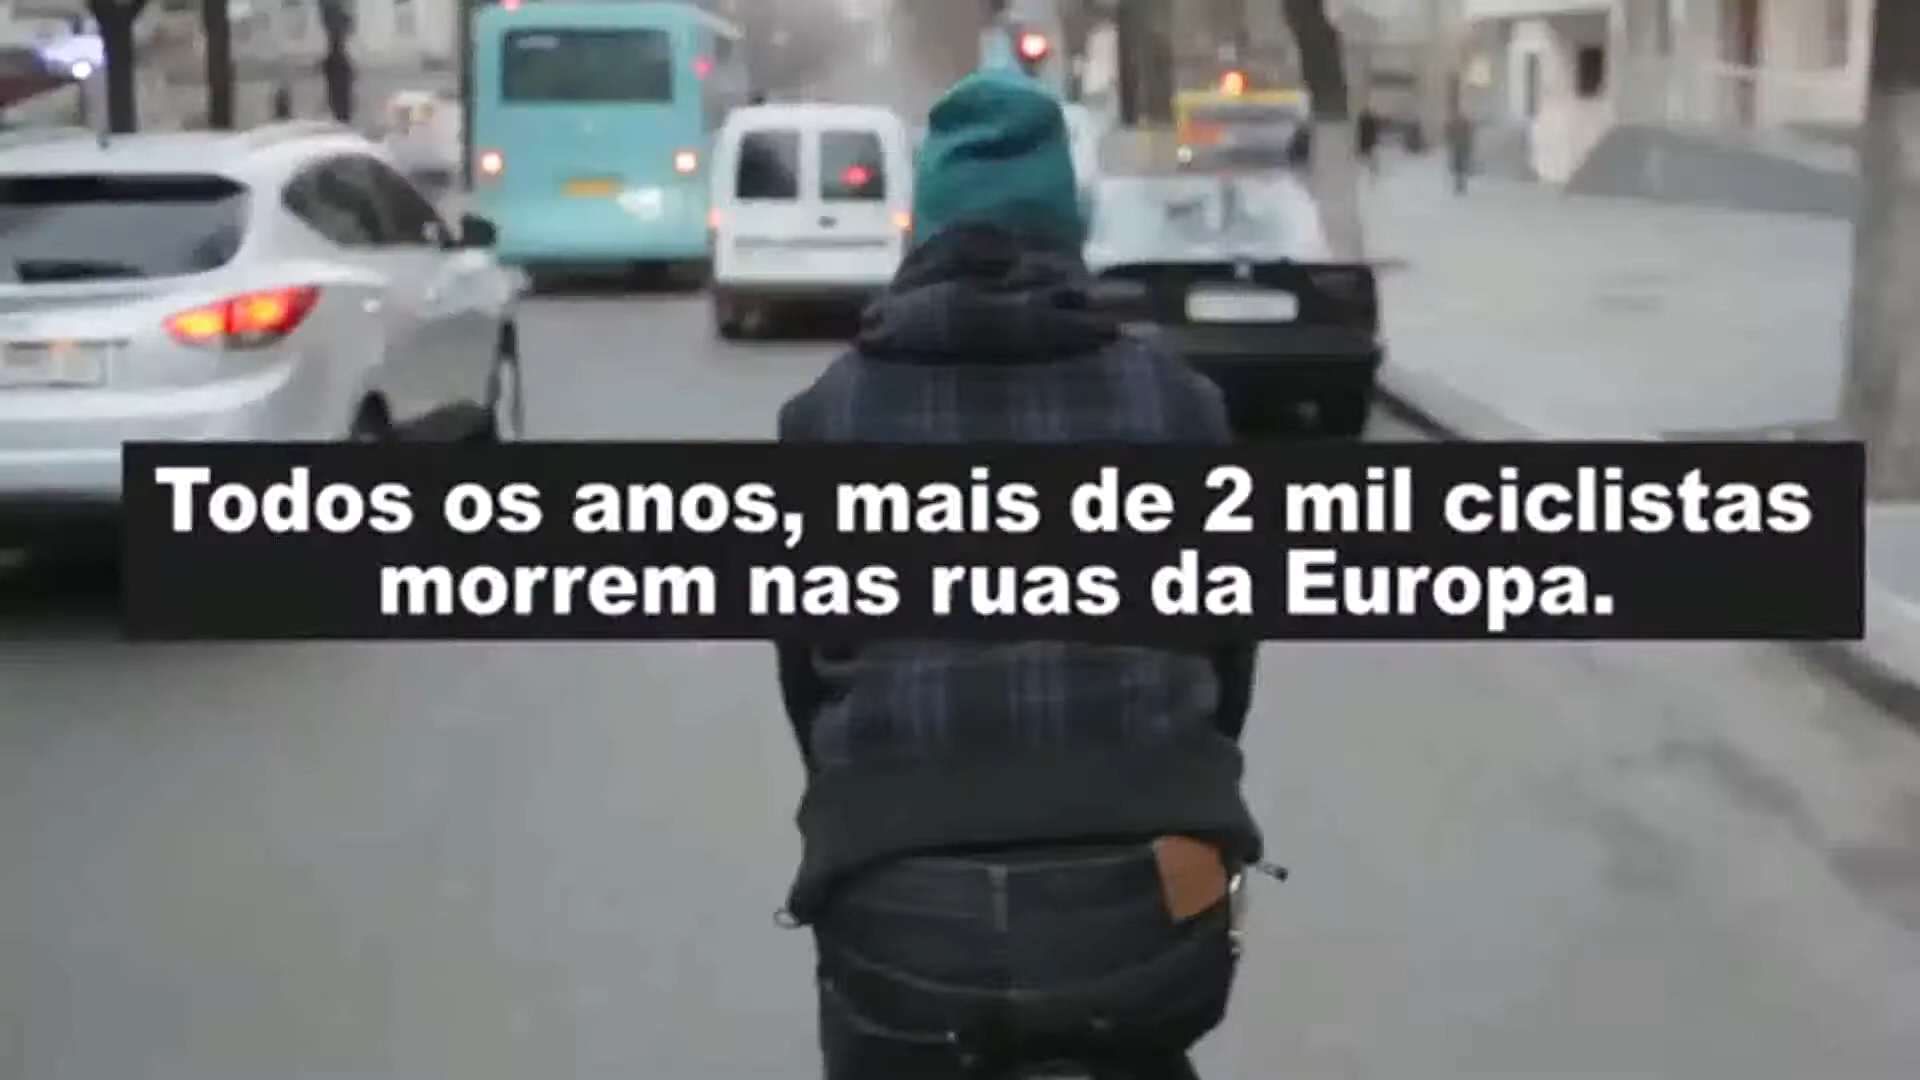 Todos os anos, mais de 2 mil ciclistas
morrem nas ruas da Europa.